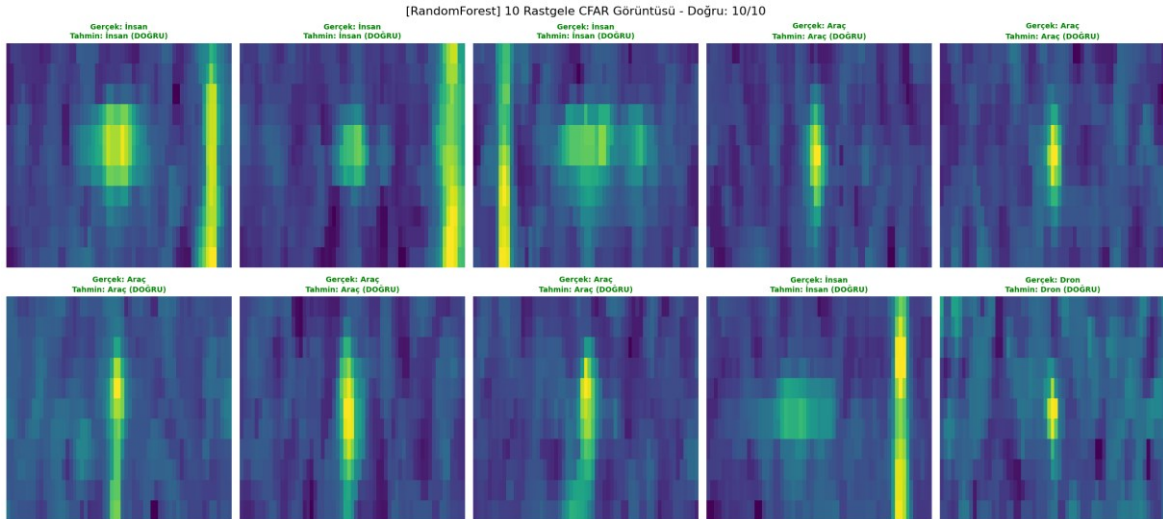 [RandomForest] 10 Rastgele CFAR Görüntüsü - Doğru: 10/10
Gerçek: İnsan
Tahmin: İnsan (DOĞRU)
Gerçek: İnsan
Tahmin: İnsan (DOĞRU)
Gerçek: İnsan
Tahmin: İnsan (DOĞRU)
Gerçek: Araç
Tahmin: Araç (DOĞRU)
Gerçek: Araç
Tahmin: Araç (DOĞRU)
Gerçek: Araç
Tahmin: Araç (DOĞRU)
Gerçek: Araç
Tahmin: Araç (DOĞRU)
Gerçek: Araç
Tahmin: Araç (DOĞRU)
Gerçek: İnsan
Tahmin: İnsan (DOĞRU)
Gerçek: Dron
Tahmin: Dron (DOĞRU)